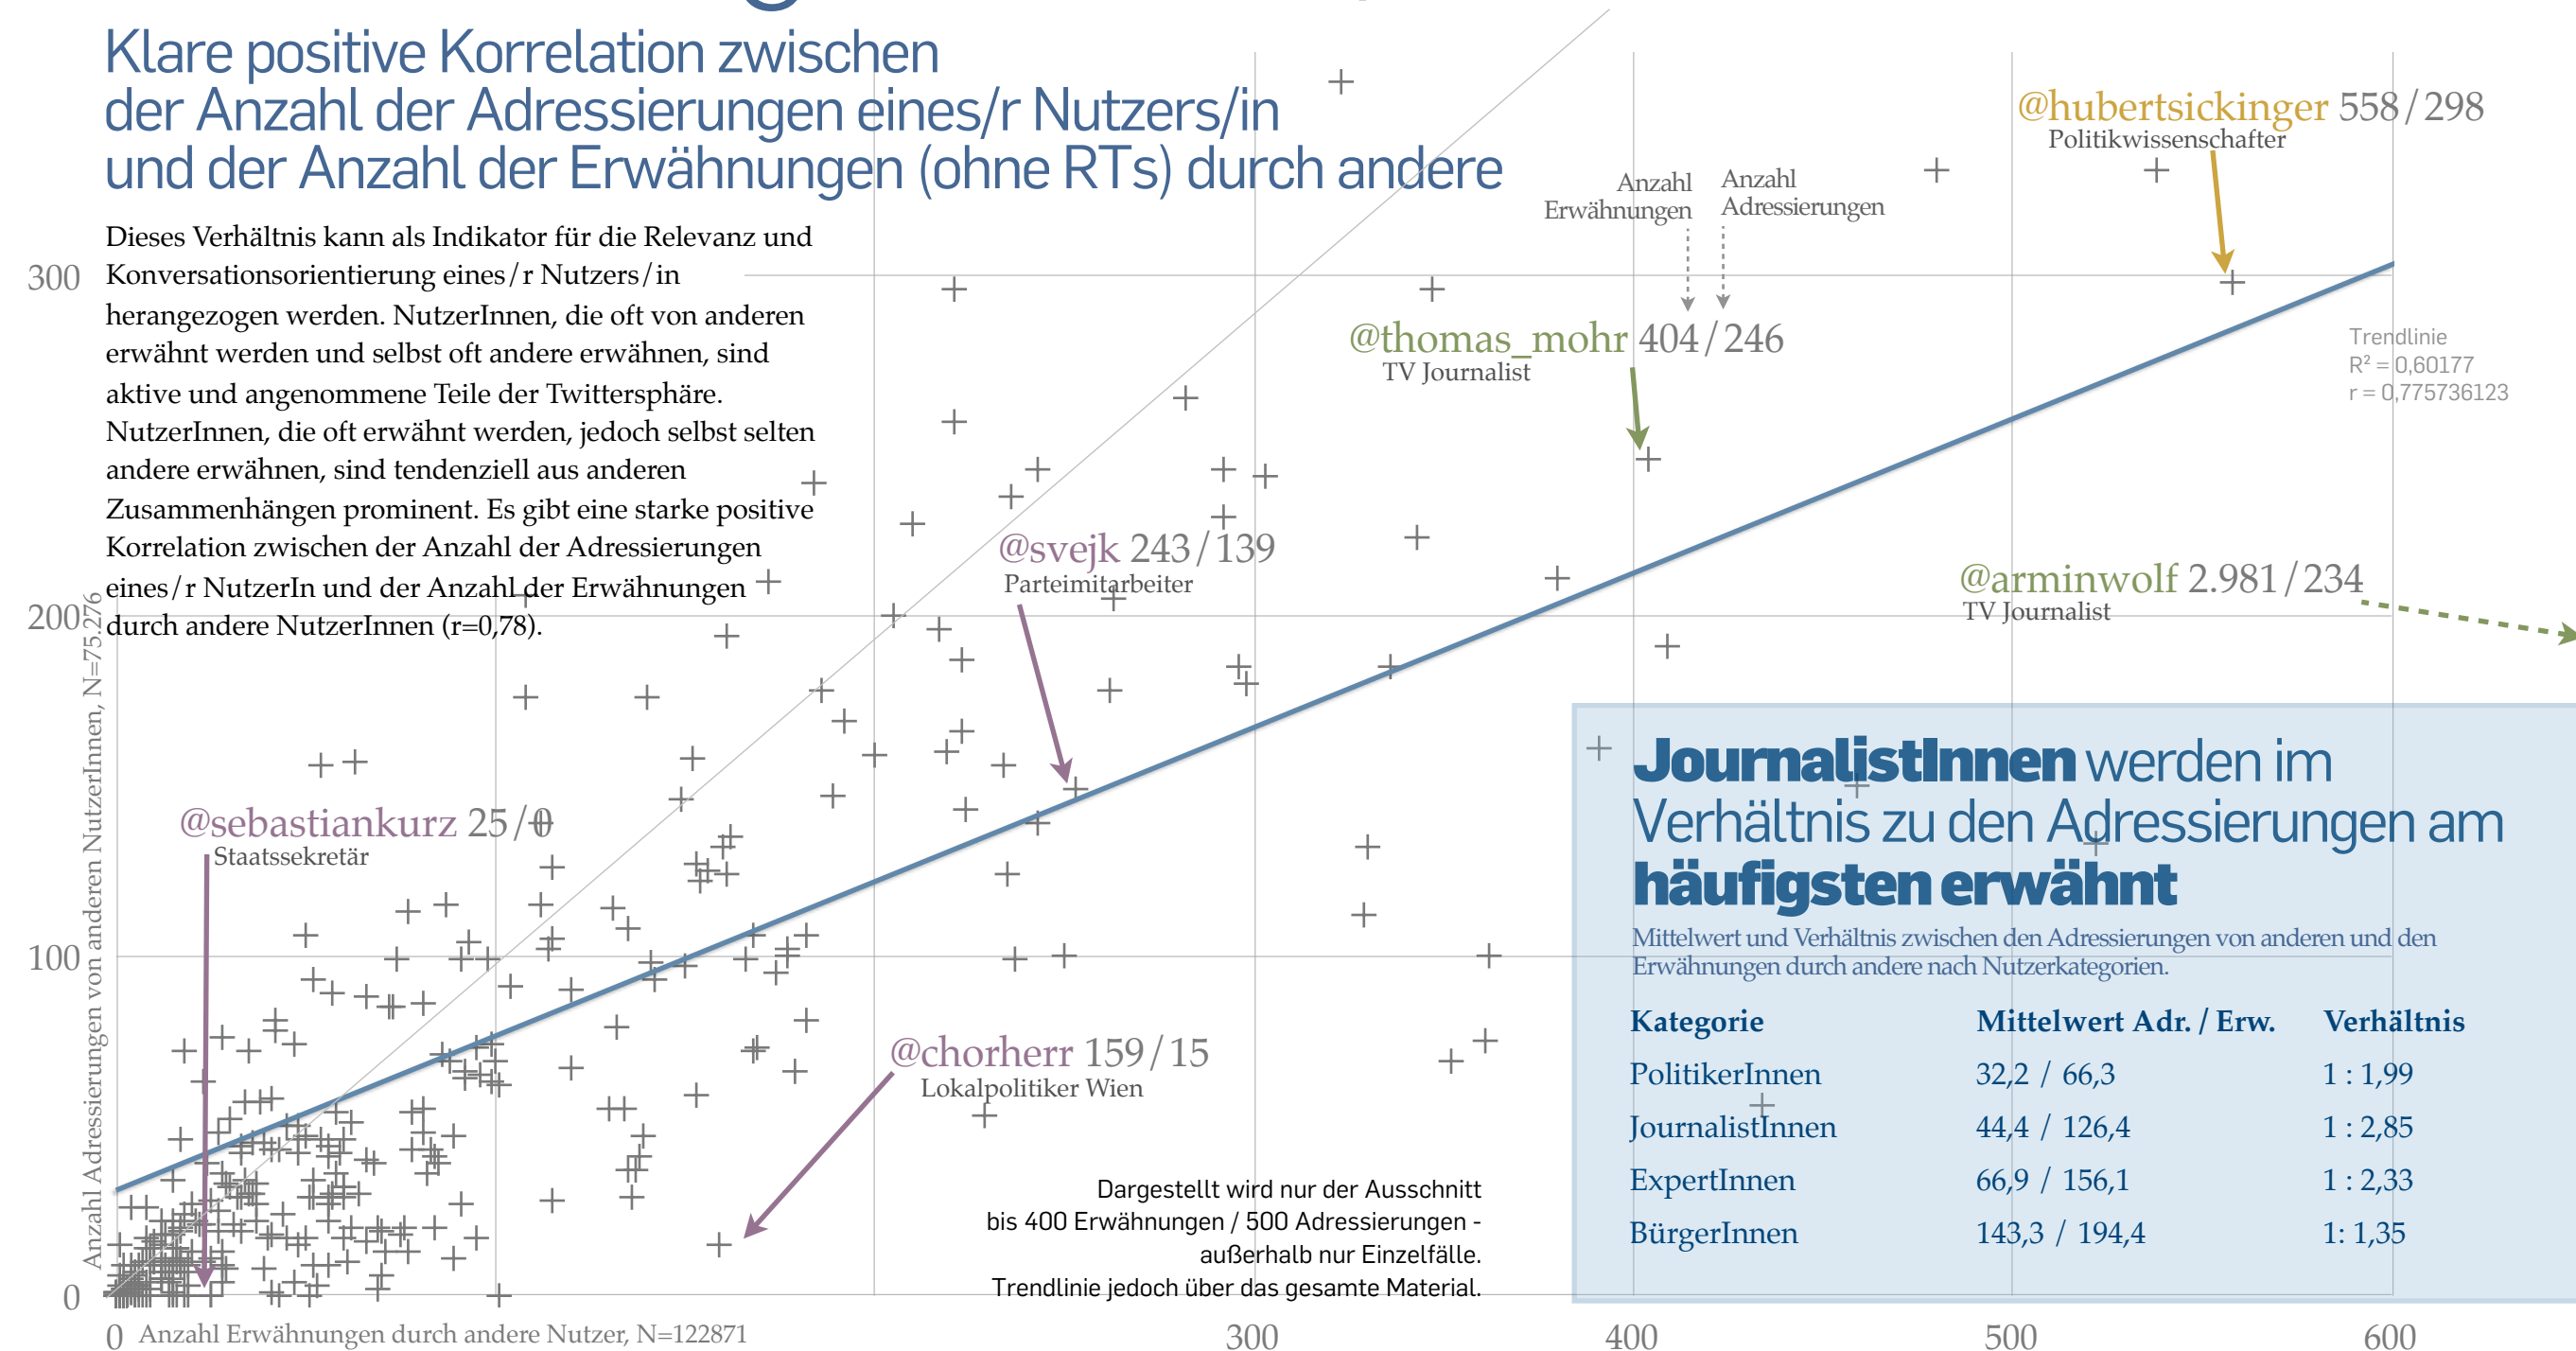 Klare positive Korrelation zwischen
der Anzahl der Adressierungen eines/r Nutzers/in
und der Anzahl der Erwähnungen (ohne RTs) durch andere
Dieses Verhältnis kann als Indikator für die Relevanz und
Konversationsorientierung eines/r Nutzers/in
herangezogen werden. NutzerInnen, die oft von anderen
erwähnt werden und selbst oft andere erwähnen, sind
aktive und angenommene Teile der Twittersphäre.
NutzerInnen, die oft erwähnt werden, jedoch selbst selten
andere erwähnen, sind tendenziell aus anderen
Zusammenhängen prominent. Es gibt eine starke positive
Korrelation zwischen der Anzahl der Adressierungen
eines/r NutzerIn und der Anzahl der Erwähnungen
durch andere NutzerInnen (r=0,78).
300
200
100
0
Anzahl Adressierungen von anderen NutzerInnen, N=75.276
@hubertsickinger 558/298
Politikwissenschafter
Anzahl
Erwähnungen
Anzahl
Adressierungen
@thomas_mohr 404/246
TV Journalist
Trendlinie
R² = 0,60177
r = 0,775736123
@svejk 243/139
Parteimitarbeiter
@arminwolf 2.981/234
TV Journalist
@sebastiankurz 25/0
Staatssekretär
@chorherr 159/15
Lokalpolitiker Wien
Dargestellt wird nur der Ausschnitt
bis 400 Erwähnungen / 500 Adressierungen -
außerhalb nur Einzelfälle.
Trendlinie jedoch über das gesamte Material.
JournalistInnen werden im
Verhältnis zu den Adressierungen am
häufigsten erwähnt
Mittelwert und Verhältnis zwischen den Adressierungen von anderen und den
Erwähnungen durch andere nach Nutzerkategorien.
Kategorie Mittelwert Adr. / Erw. Verhältnis
PolitikerInnen 32,2 / 66,3 1 : 1,99
JournalistInnen 44,4 / 126,4 1 : 2,85
ExpertInnen 66,9 / 156,1 1 : 2,33
BürgerInnen 143,3 / 194,4 1: 1,35
0 Anzahl Erwähnungen durch andere Nutzer, N=122871
300 400 500 600